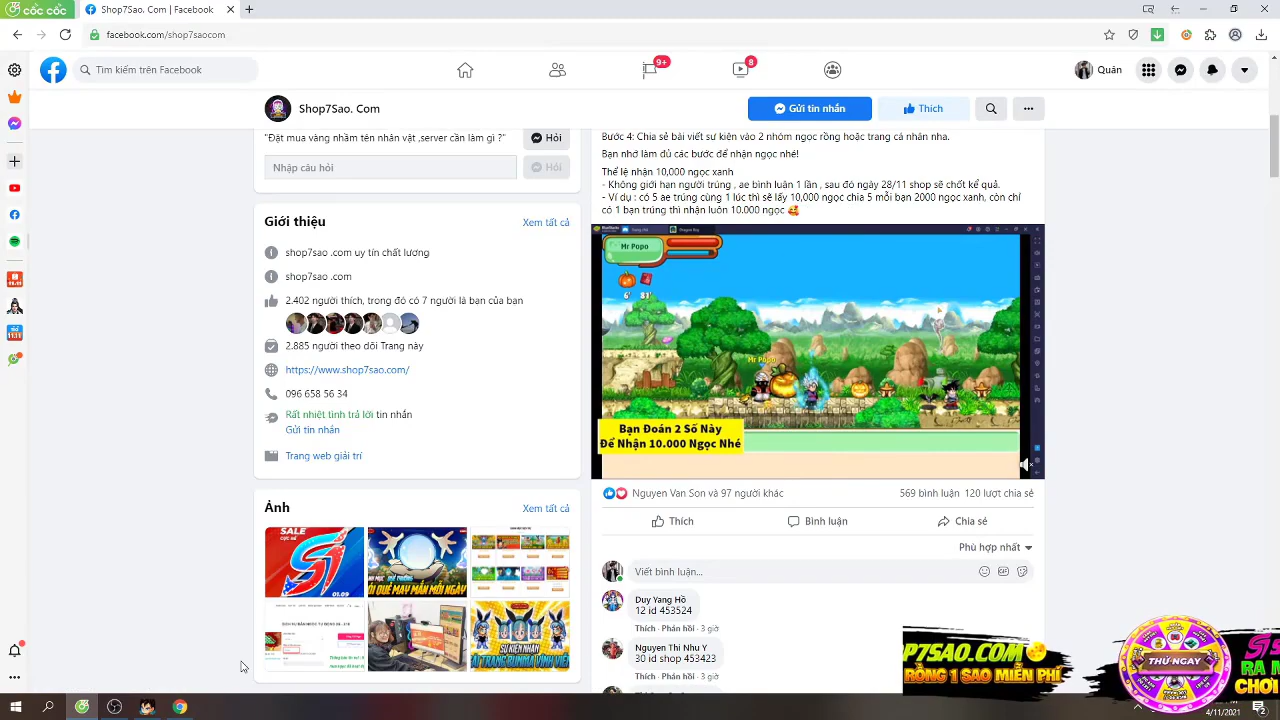 cốc cốc
Shop7Sao. Com | Facebook
facebook.com/shop7saocom
Tìm kiếm trên Facebook
9+
8
Quân
Shop7Sao. Com
Gửi tin nhắn
Thích
"Đặt mua vàng nhầm tên nhân vật ,server cần làm gì ?"
Hỏi
Nhập câu hỏi
Hỏi
Giới thiệu
Xem tất cả
shop7sao .com uy tín chất lượng
shop7sao .com
2.402 người thích, trong đó có 7 người là bạn của bạn
2.885 người theo dõi Trang này
https://www.shop7sao.com/
096 658 56 34
Rất nhiệt tình trả lời tin nhắn
Gửi tin nhắn
Trang web giải trí
Ảnh
Xem tất cả
SALE
01.09
Bước 4: Chia sẻ bài viết sự kiện vào 2 nhóm ngọc rồng hoặc trang cá nhân nha.
Bạn nhớ làm đủ các bước để nhận ngọc nhé!
Thể lệ nhận 10,000 ngọc xanh
- Không giới hạn người trúng , ae bình luận 1 lần , sau đó ngày 28/11 shop sẽ chốt kể quả.
- Ví dụ : có 5 ae trúng cùng 1 lúc thì sẽ lấy 10,000 ngọc chia 5 mỗi bạn 2000 ngọc xanh, còn chỉ
có 1 bạn trúng thì nhận luôn 10.000 ngọc
Mr Popo
6'
81'
Mr Popo
Bạn Đoán 2 Số Này
Để Nhận 10.000 Ngọc Nhé
Nguyen Van Son và 97 người khác
569 bình luận
120 lượt chia sẻ
Thích
Bình luận
Chia sẻ
Phù hợp nhất
Viết bình luận...
Duy Yang Hồ
12 id 453524
Thích · Phản hồi · 3 giờ
Nguyen Thi Nhu Y
Thích · Phản hồi · 3 giờ
P7SAO.COM
RỒNG 1 SAO MIỄN PHÍ
THỬ NGAY
4/11/2021